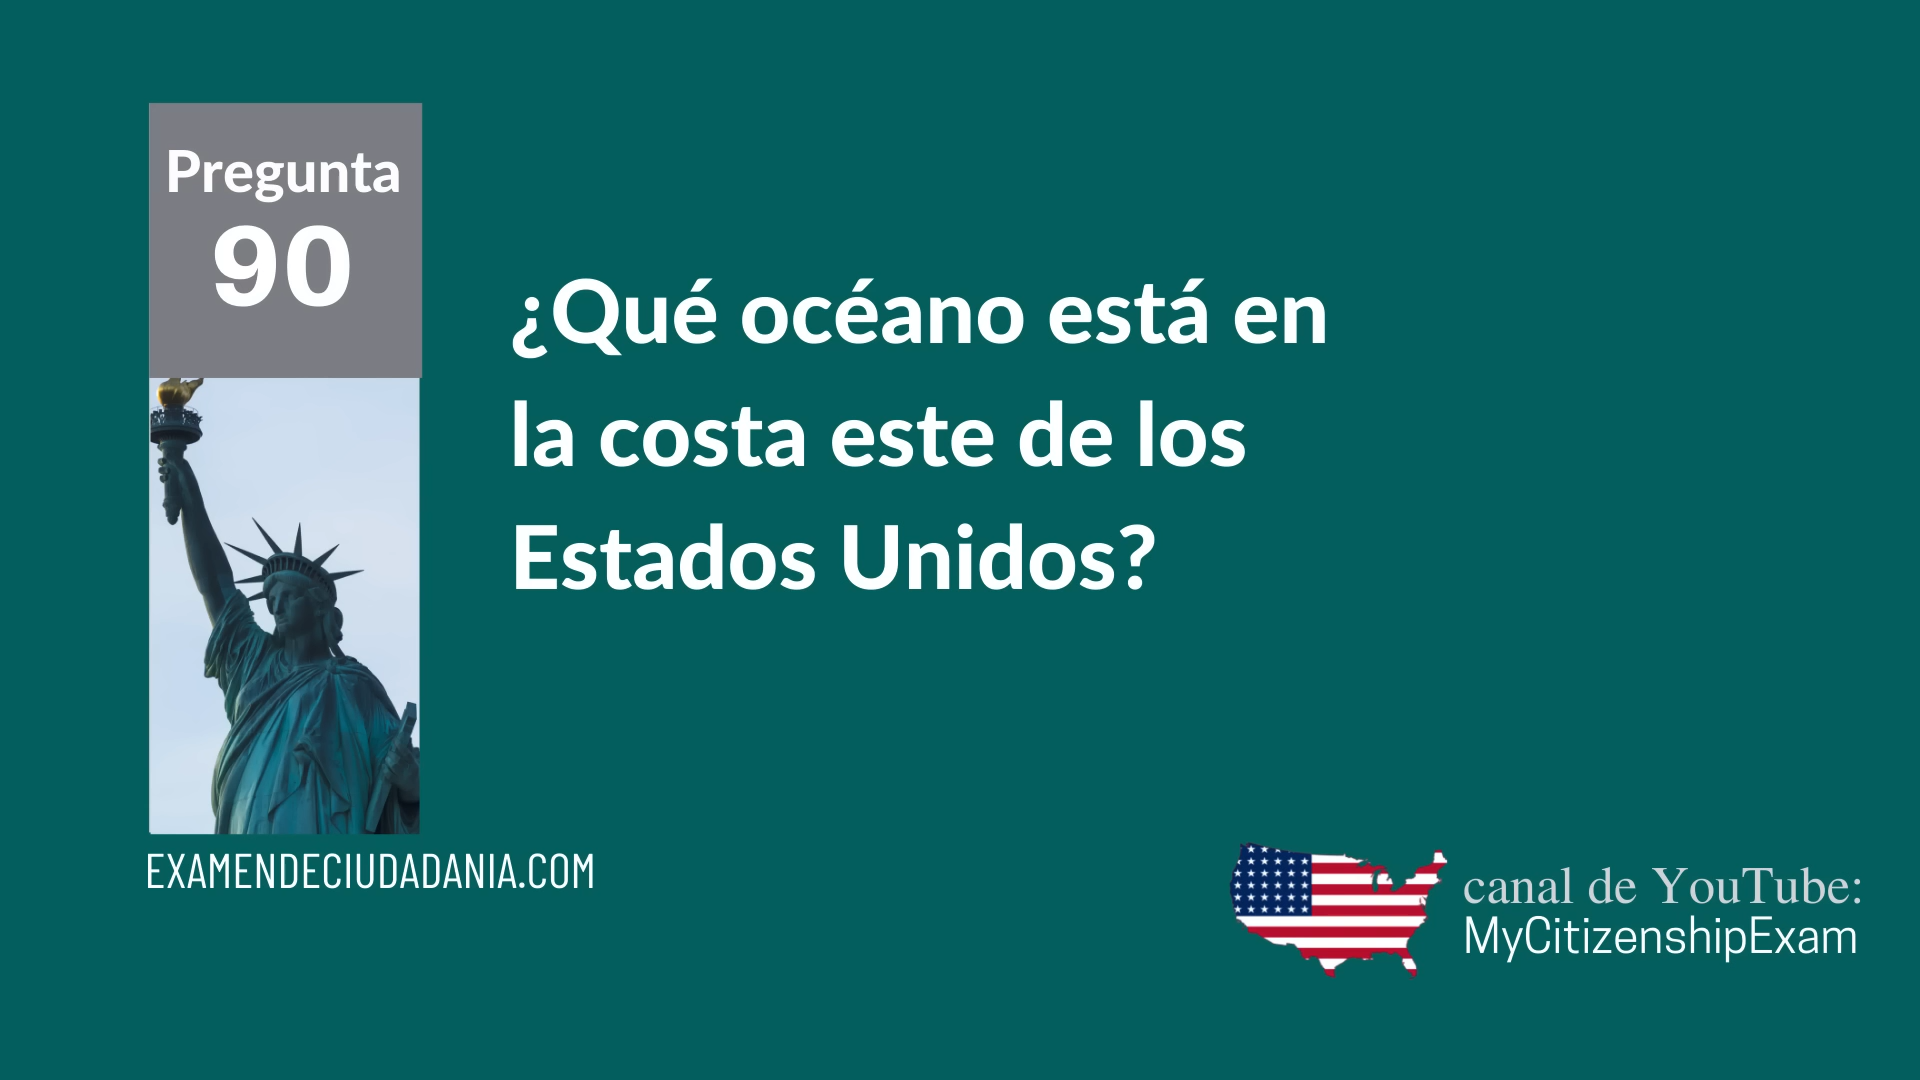 Pregunta
90
¿Qué océano está en
la costa este de los
Estados Unidos?
EXAMENDECIUDADANIA.COM
canal de YouTube:
MyCitizenshipExam